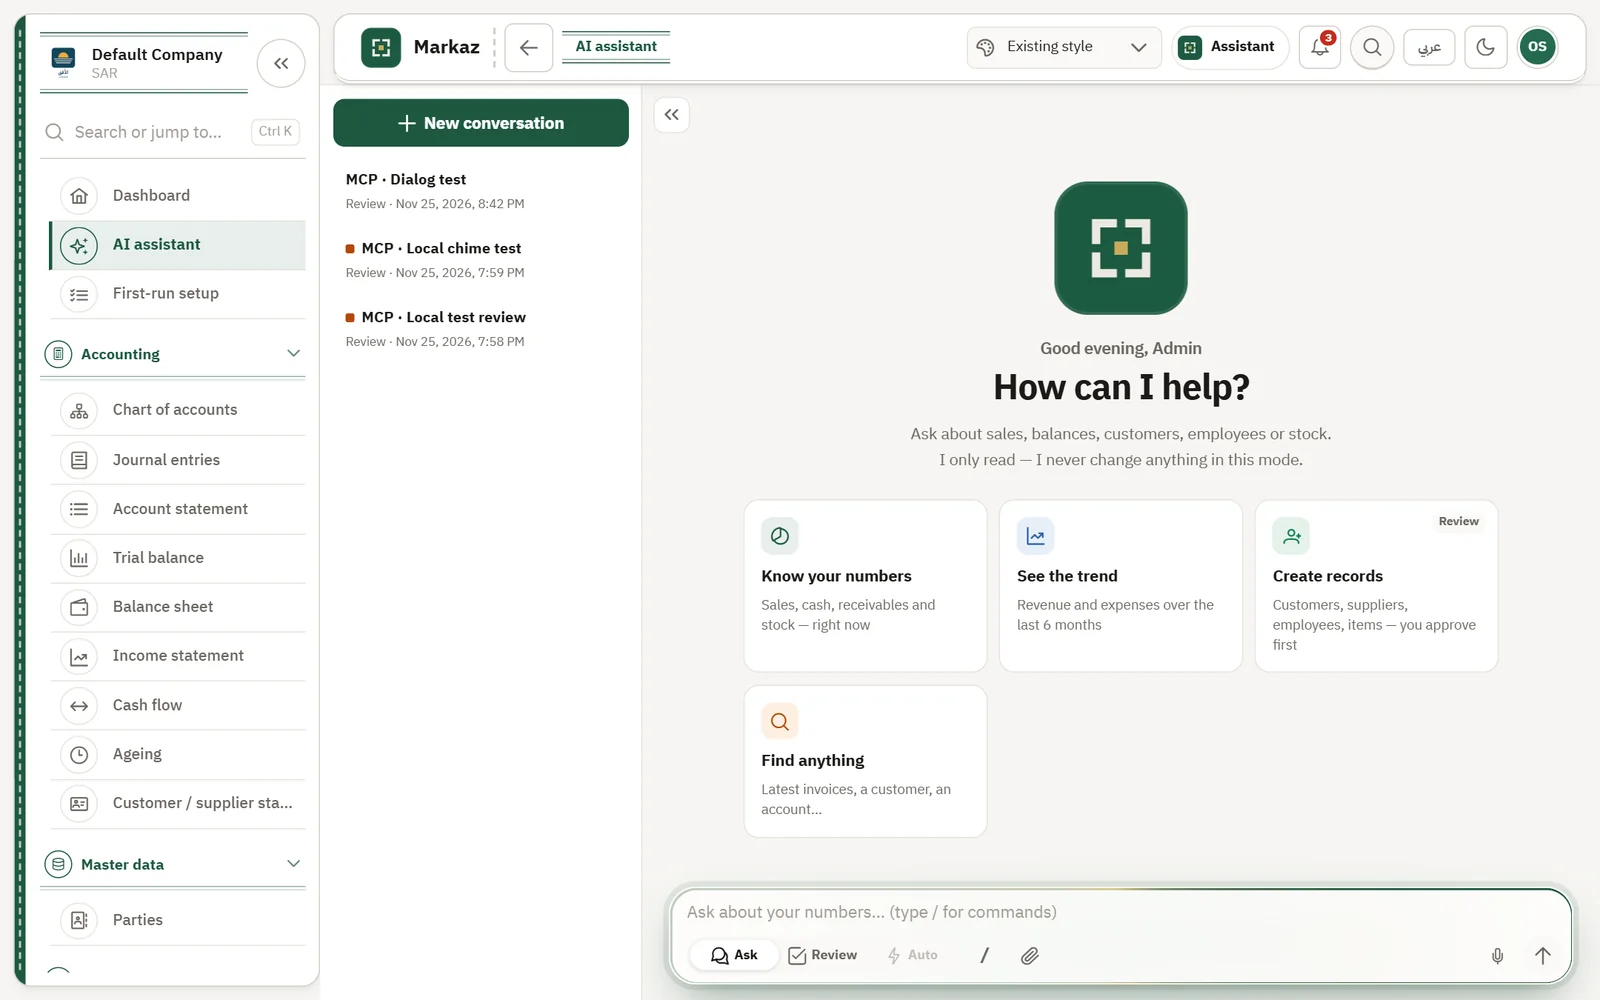 Default Company
SAR
Search or jump to...
Ctrl K
Dashboard
AI assistant
First-run setup
Accounting
Chart of accounts
Journal entries
Account statement
Trial balance
Balance sheet
Income statement
Cash flow
Ageing
Customer / supplier sta...
Master data
Parties
Markaz
AI assistant
Existing style
Assistant
3
عربي
OS
New conversation
MCP · Dialog test
Review · Nov 25, 2026, 8:42 PM
MCP · Local chime test
Review · Nov 25, 2026, 7:59 PM
MCP · Local test review
Review · Nov 25, 2026, 7:58 PM
Good evening, Admin
How can I help?
Ask about sales, balances, customers, employees or stock.
I only read — I never change anything in this mode.
Know your numbers
Sales, cash, receivables and
stock — right now
See the trend
Revenue and expenses over the
last 6 months
Review
Create records
Customers, suppliers,
employees, items — you approve
first
Find anything
Latest invoices, a customer, an
account...
Ask about your numbers... (type / for commands)
Ask
Review
Auto
/